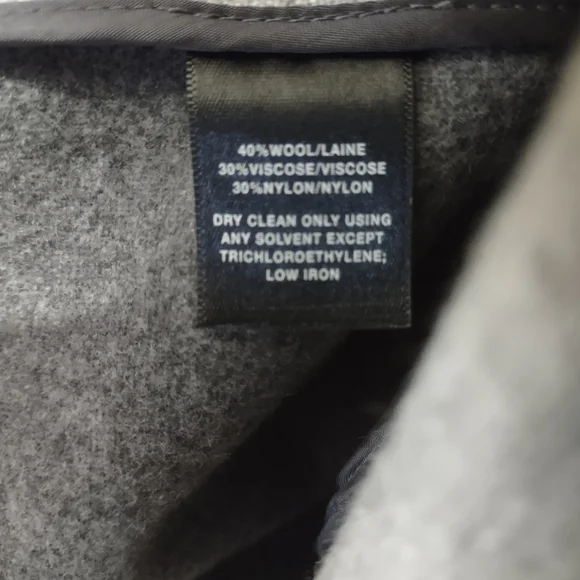 40%WOOL/LAINE
30%VISCOSE/VISCOSE
30%NYLON/NYLON
DRY CLEAN ONLY USING
ANY SOLVENT EXCEPT
TRICHLOROETHYLENE;
LOW IRON